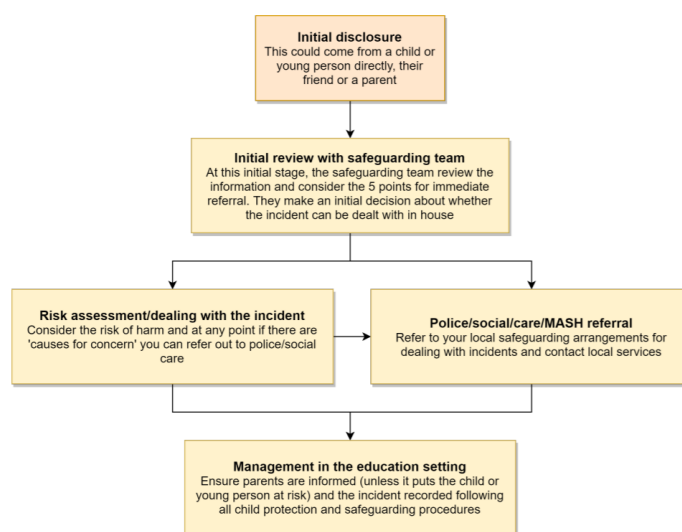 Initial disclosure
This could come from a child or
young person directly, their
friend or a parent
Initial review with safeguarding team
At this initial stage, the safeguarding team review the
information and consider the 5 points for immediate
referral. They make an initial decision about whether
the incident can be dealt with in house
Risk assessment/dealing with the incident
Consider the risk of harm and at any point if there are
'causes for concern' you can refer out to police/social
care
Police/social/care/MASH referral
Refer to your local safeguarding arrangements for
dealing with incidents and contact local services
Management in the education setting
Ensure parents are informed (unless it puts the child or
young person at risk) and the incident recorded following
all child protection and safeguarding procedures